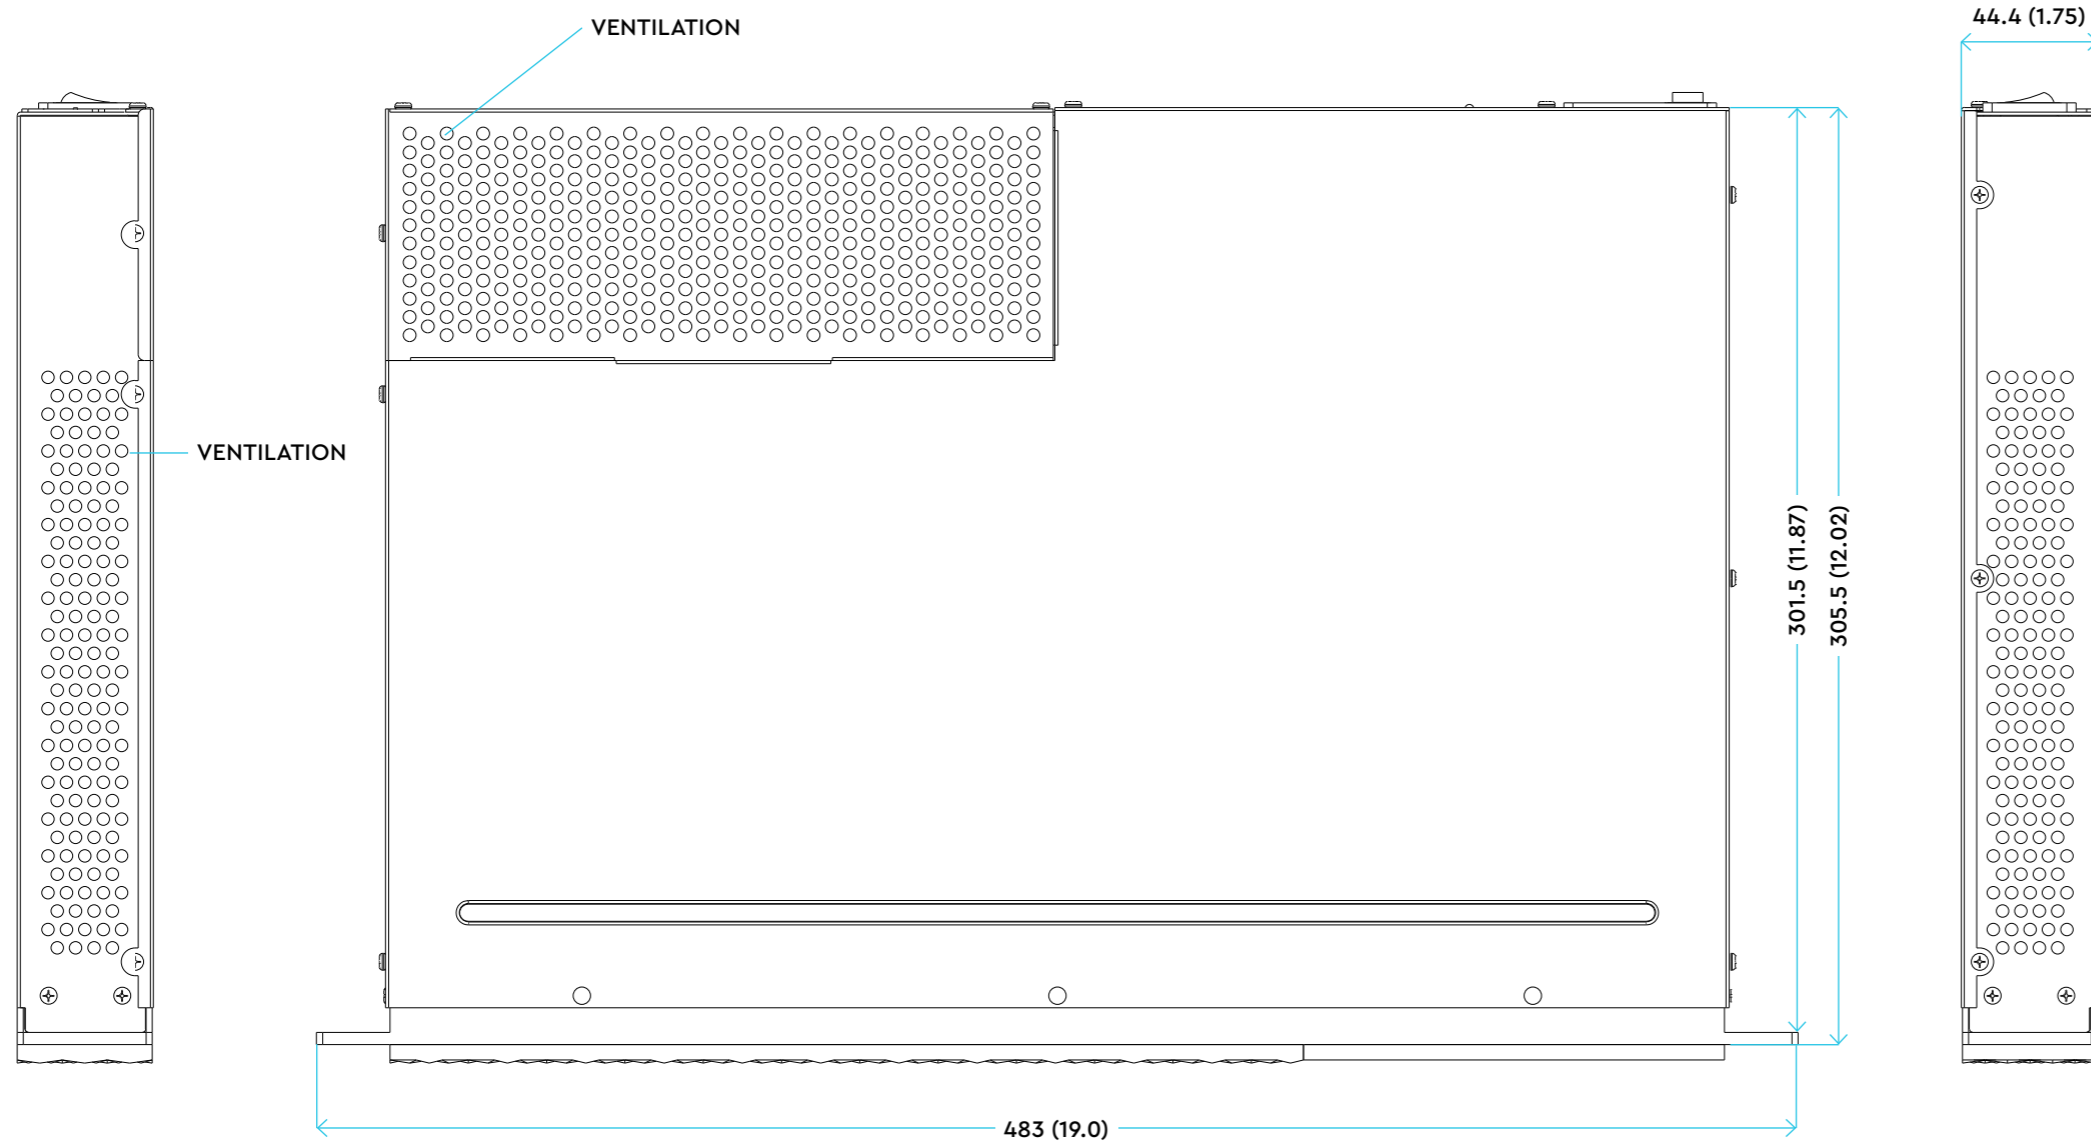 44.4 (1.75)
VENTILATION
VENTILATION
301.5 (11.87)
305.5 (12.02)
483 (19.0)